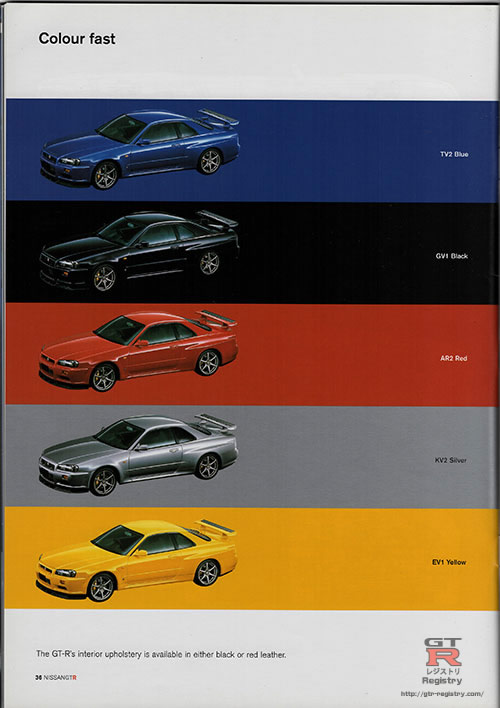 Colour fast
TV2 Blue
GV1 Black
AR2 Red
KV2 Silver
EV1 Yellow
The GT-R's interior upholstery is available in either black or red leather.
36 NISSANGTR
GT
R
レジストリ
Registry
http://gtr-registry.com/